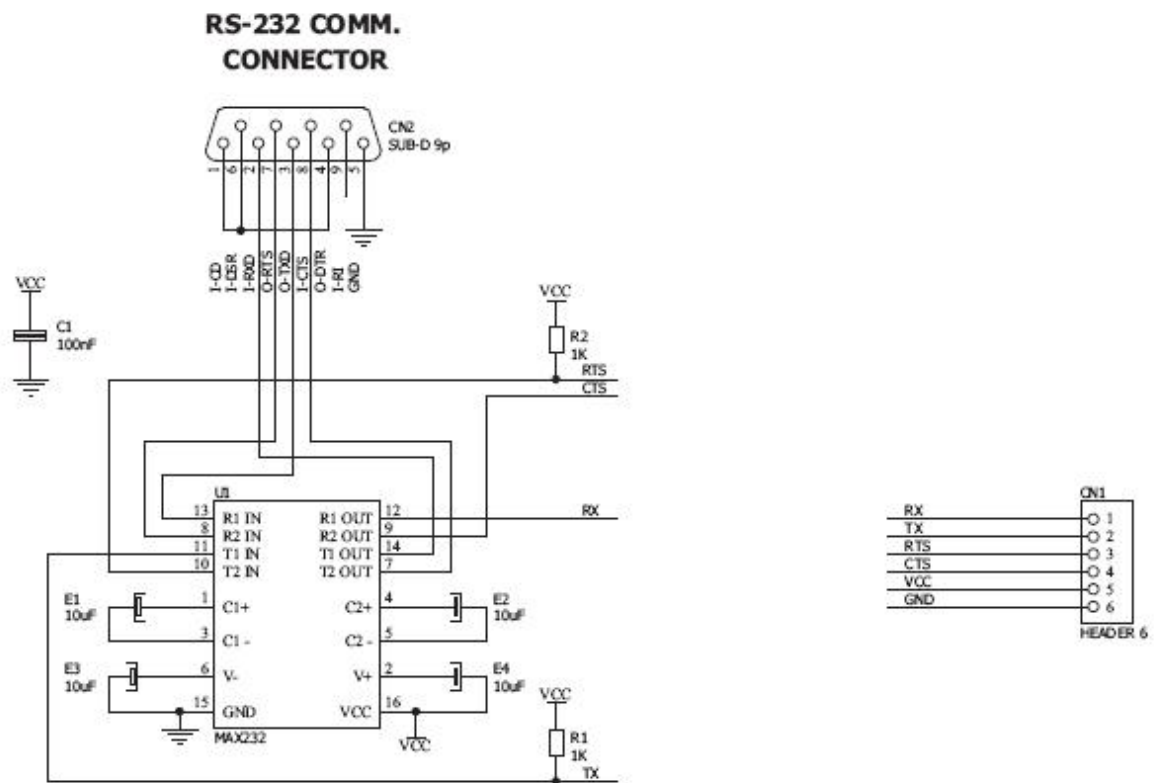 RS-232 COMM.
CONNECTOR
CN2
SUB-D 9p
1 6 2 7 3 8 4 9 5
I-CD
I-DSR
I-RXD
O-RTS
O-TXD
I-CTS
O-DTR
I-RI
GND
VCC
C1
100nF
VCC
R2
1K
RTS
CTS
U1
13 R1 IN R1 OUT 12
8 R2 IN R2 OUT 9
11 T1 IN T1 OUT 14
10 T2 IN T2 OUT 7
RX
E1
10uF
1 C1+ C2+ 4
E2
10uF
3 C1 - C2 - 5
E3
10uF
6 V- V+ 2
E4
10uF
15 GND VCC 16
MAX232
VCC
VCC
R1
1K
TX
CN1
RX 1
TX 2
RTS 3
CTS 4
VCC 5
GND 6
HEADER 6